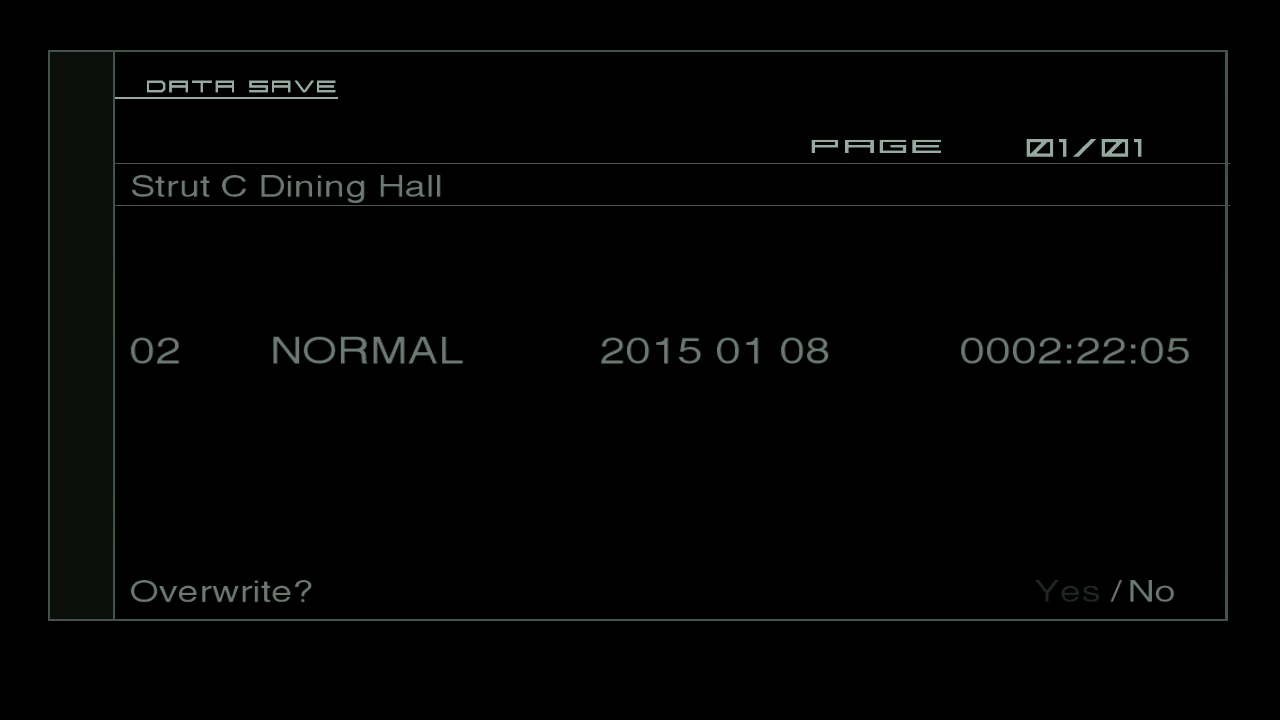 DATA SAVE
PAGE 01/01
Strut C Dining Hall
02 NORMAL 2015 01 08 0002:22:05
Overwrite? Yes / No